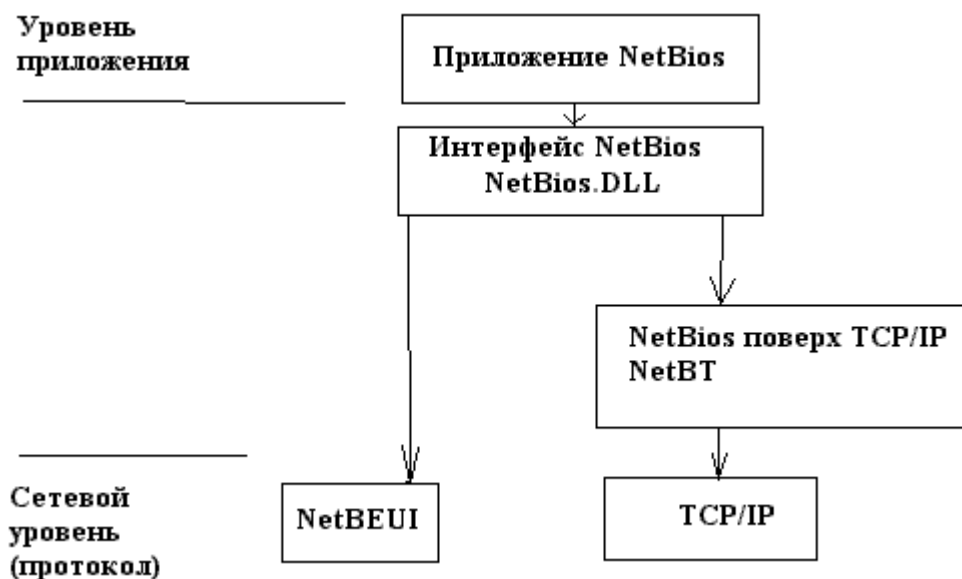 Уровень
приложения
Приложение NetBios
Интерфейс NetBios
NetBios.DLL
NetBios поверх TCP/IP
NetBT
Сетевой
уровень
(протокол)
NetBEUI
TCP/IP